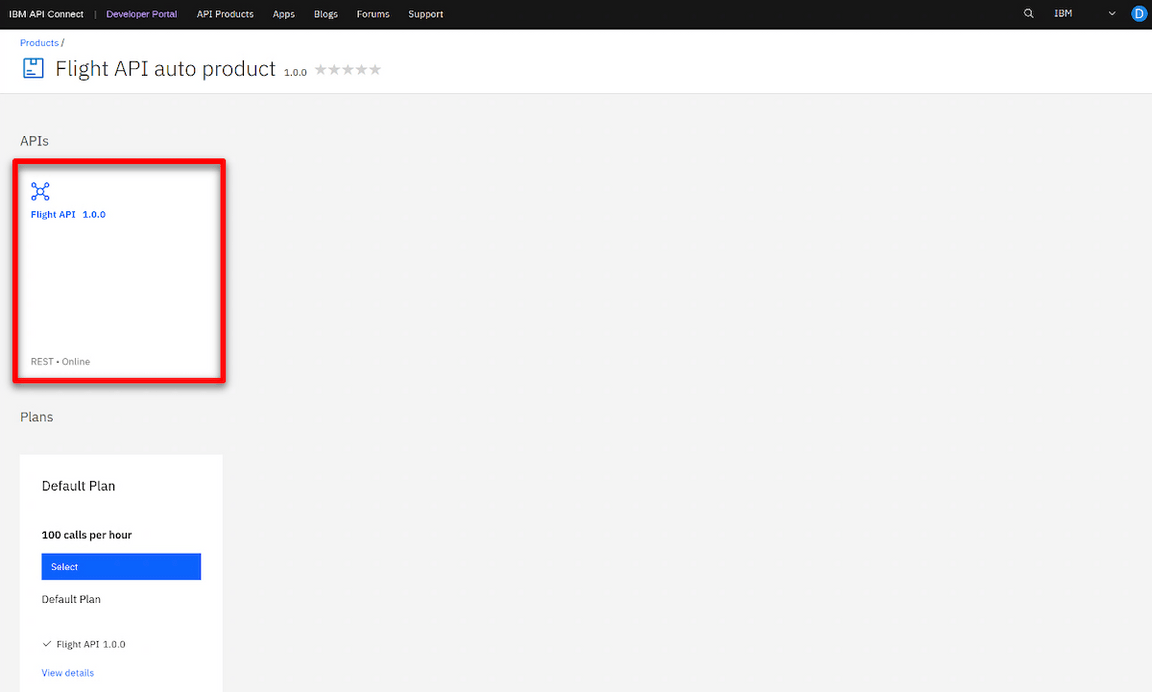 IBM API Connect | Developer Portal API Products Apps Blogs Forums Support IBM D
Products /
Flight API auto product 1.0.0
APIs
Flight API 1.0.0
REST • Online
Plans
Default Plan
100 calls per hour
Select
Default Plan
Flight API 1.0.0
View details